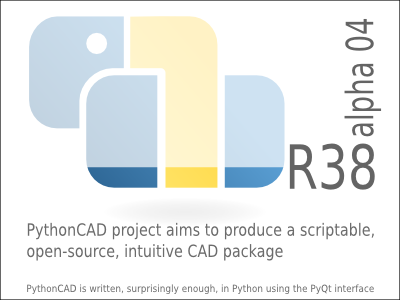 alpha 04
R38
PythonCAD project aims to produce a scriptable,
open-source, intuitive CAD package
PythonCAD is written, surprisingly enough, in Python using the PyQt interface